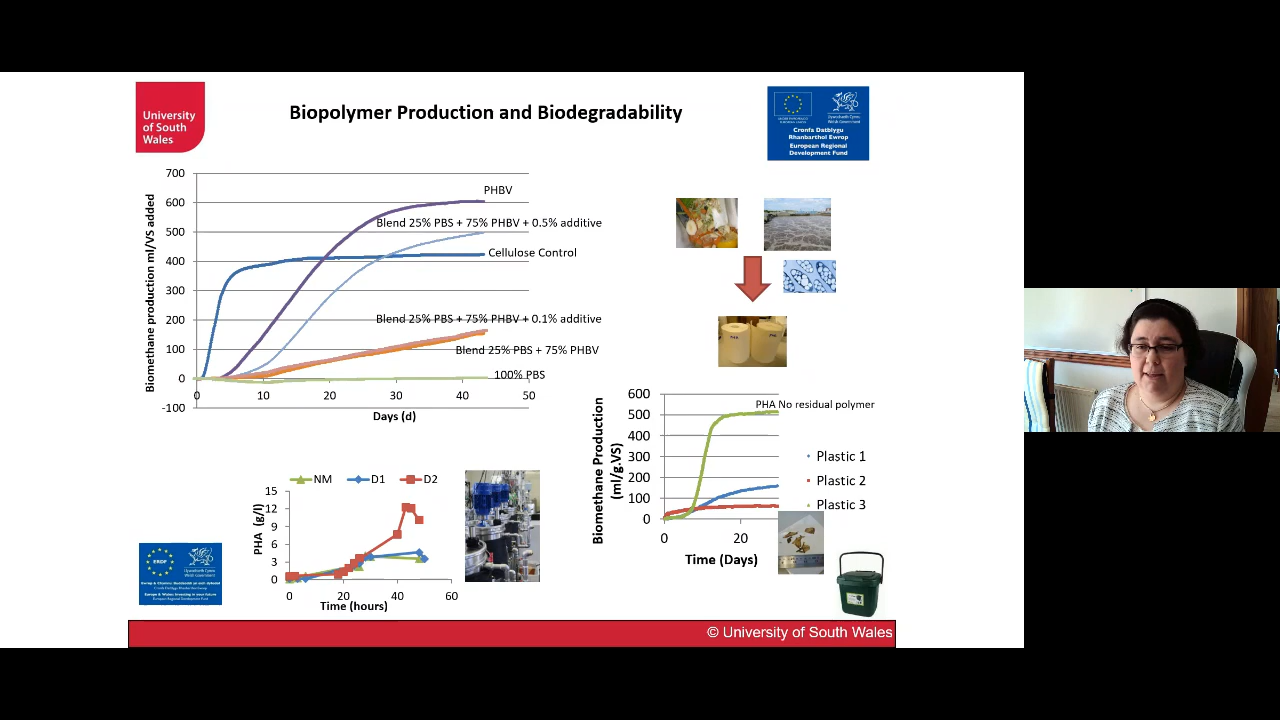 Biopolymer Production and Biodegradability
University
of South
Wales
Cronfa Datblygu
Rhanbarthol Ewrop
European Regional
Development Fund
Biomethane production ml/VS added
700
600
500
400
300
200
100
0
-100
0
10
20
30
40
50
Days (d)
PHBV
Blend 25% PBS + 75% PHBV + 0.5% additive
Cellulose Control
Blend 25% PBS + 75% PHBV + 0.1% additive
Blend 25% PBS + 75% PHBV
100% PBS
NM
D1
D2
PHA (g/l)
15
12
9
6
3
0
0
20
40
60
Time (hours)
Biomethane Production
(ml/g.VS)
600
500
400
300
200
100
0
0
20
Time (Days)
PHA No residual polymer
Plastic 1
Plastic 2
Plastic 3
ERDF
© University of South Wales